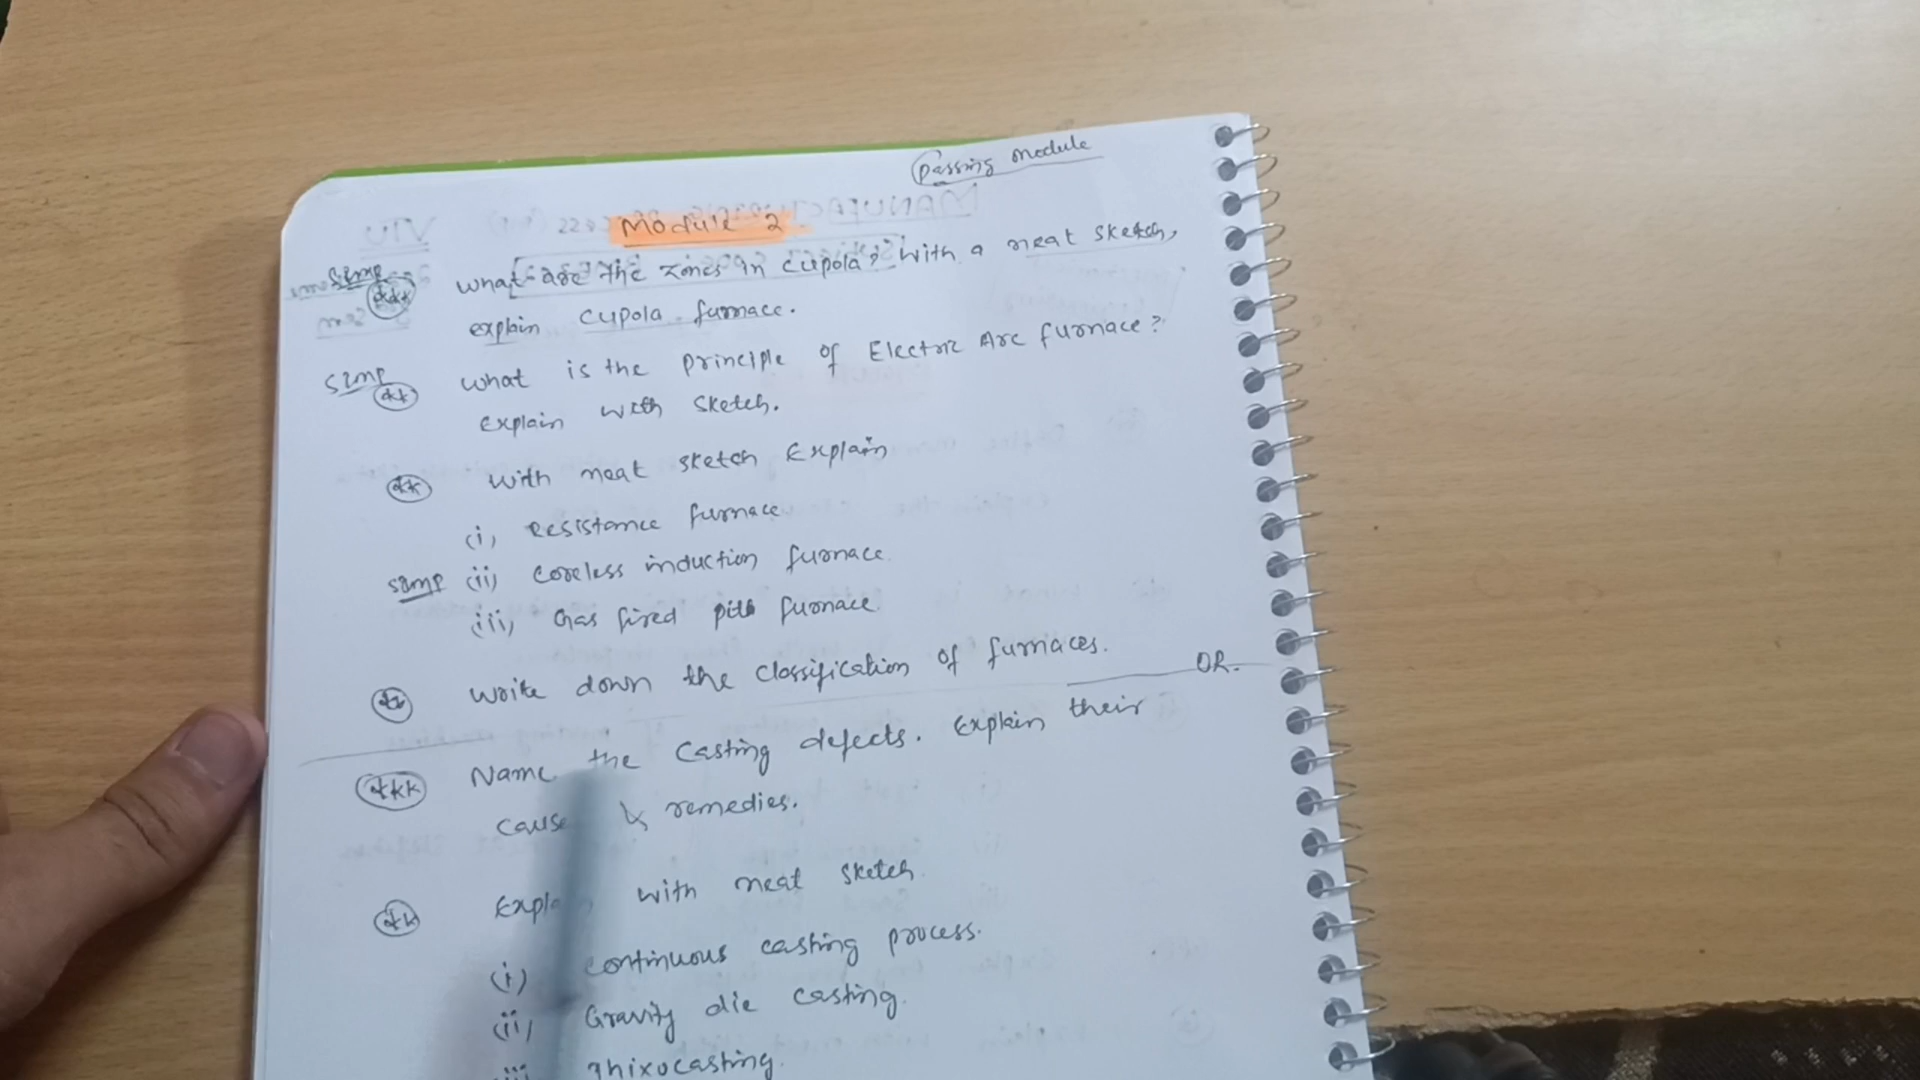 Passing module
Module 2
simp
*** What are the zones in cupola? With a neat sketch,
explain cupola furnace.
simp
** What is the principle of Electric Arc furnace?
Explain with sketch.
** With neat sketch Explain
(i) Resistance furnace
simp (ii) Coreless induction furnace.
(iii) Gas fired furnace.
Write down the classification of furnaces.
OR.
*** Name the Casting defects. Explain their
cause & remedies.
** with neat sketch.
(i) continuous casting process.
(ii) Gravity die casting.
Thixocasting.